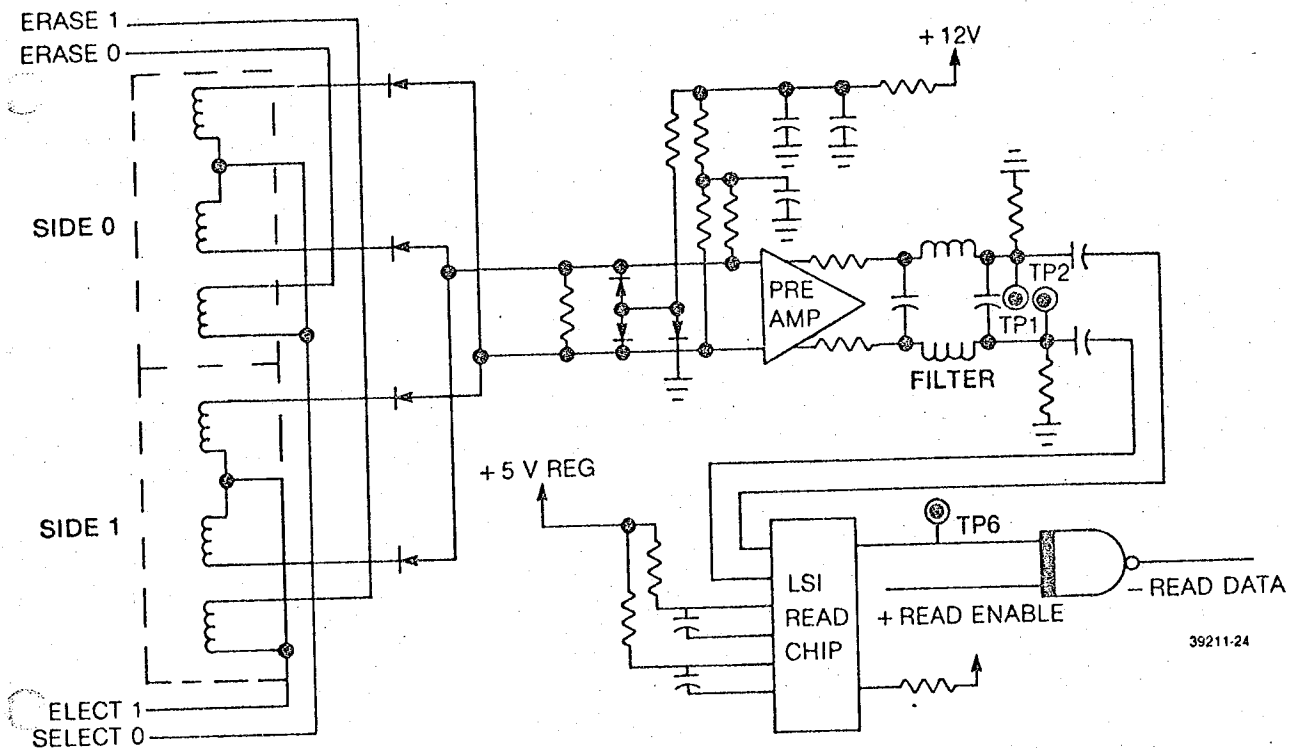 ERASE 1
ERASE 0
+ 12V
SIDE 0
PRE
AMP
TP2
TP1
FILTER
+ 5 V REG
SIDE 1
TP6
LSI
READ
CHIP
+ READ ENABLE
– READ DATA
39211-24
ELECT 1
SELECT 0